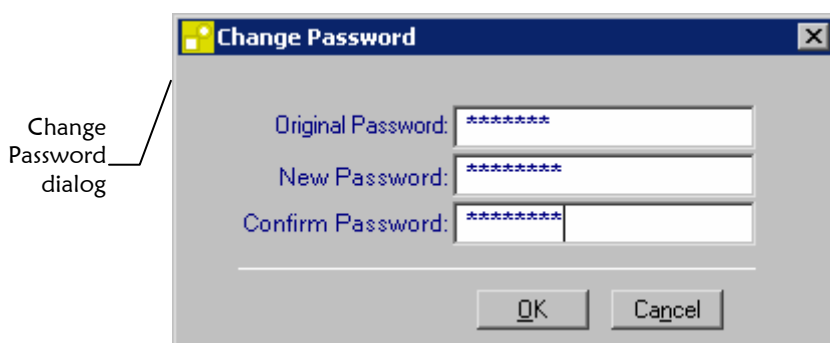 Change Password
Change
Password
dialog
Original Password: *******
New Password: ********
Confirm Password: ********
OK Cancel